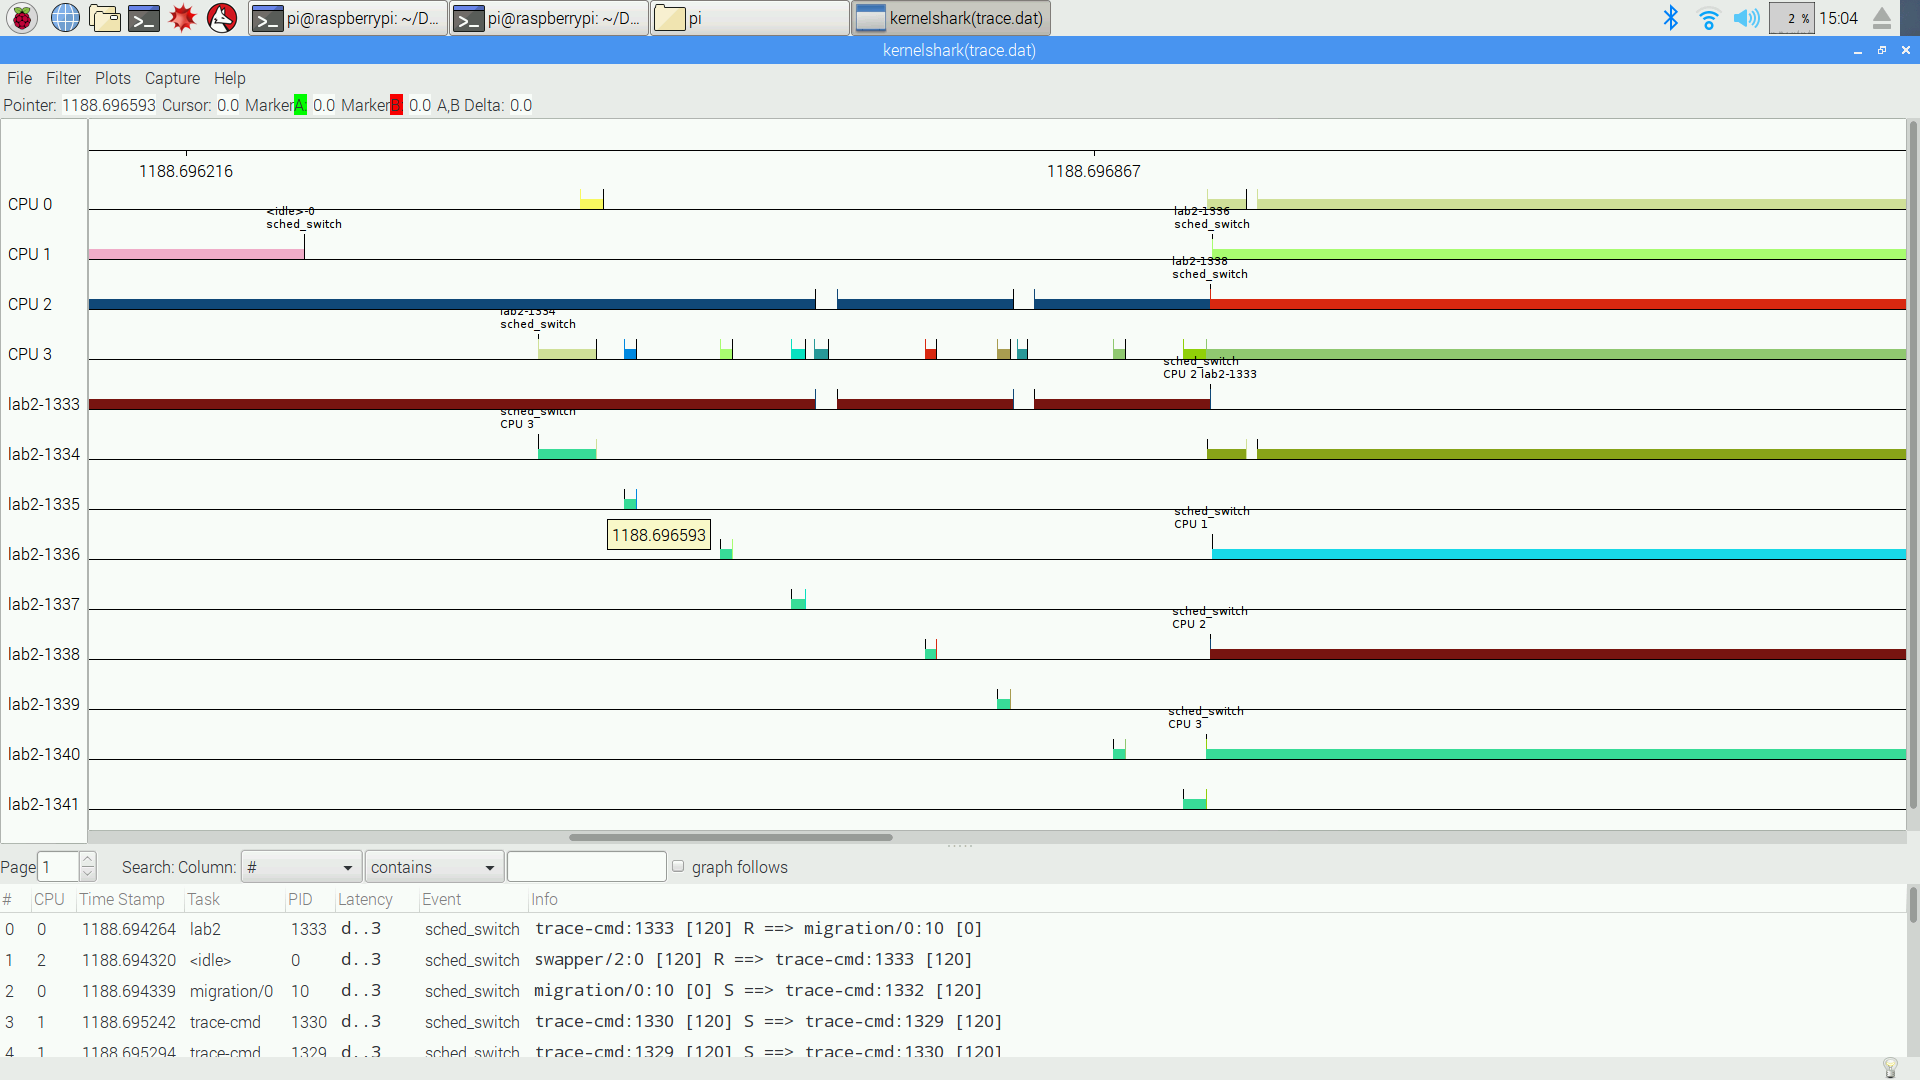 pi@raspberrypi: ~/D... pi@raspberrypi: ~/D... pi kernelshark(trace.dat) 2 % 15:04
kernelshark(trace.dat)
File Filter Plots Capture Help
Pointer: 1188.696593 Cursor: 0.0 Marker A: 0.0 Marker B: 0.0 A,B Delta: 0.0
1188.696216 1188.696867
CPU 0
<idle>-0
sched_switch
lab2-1336
sched_switch
CPU 1
lab2-1338
sched_switch
CPU 2
lab2-1334
sched_switch
CPU 3
sched_switch
CPU 2 lab2-1333
lab2-1333
sched_switch
CPU 3
lab2-1334
lab2-1335
sched_switch
CPU 1
1188.696593
lab2-1336
lab2-1337
sched_switch
CPU 2
lab2-1338
lab2-1339
sched_switch
CPU 3
lab2-1340
lab2-1341
Page 1 Search: Column: # contains graph follows
# CPU Time Stamp Task PID Latency Event Info
0 0 1188.694264 lab2 1333 d..3 sched_switch trace-cmd:1333 [120] R ==> migration/0:10 [0]
1 2 1188.694320 <idle> 0 d..3 sched_switch swapper/2:0 [120] R ==> trace-cmd:1333 [120]
2 0 1188.694339 migration/0 10 d..3 sched_switch migration/0:10 [0] S ==> trace-cmd:1332 [120]
3 1 1188.695242 trace-cmd 1330 d..3 sched_switch trace-cmd:1330 [120] S ==> trace-cmd:1329 [120]
4 1 1188.695294 trace-cmd 1329 d..3 sched_switch trace-cmd:1329 [120] S ==> trace-cmd:1330 [120]